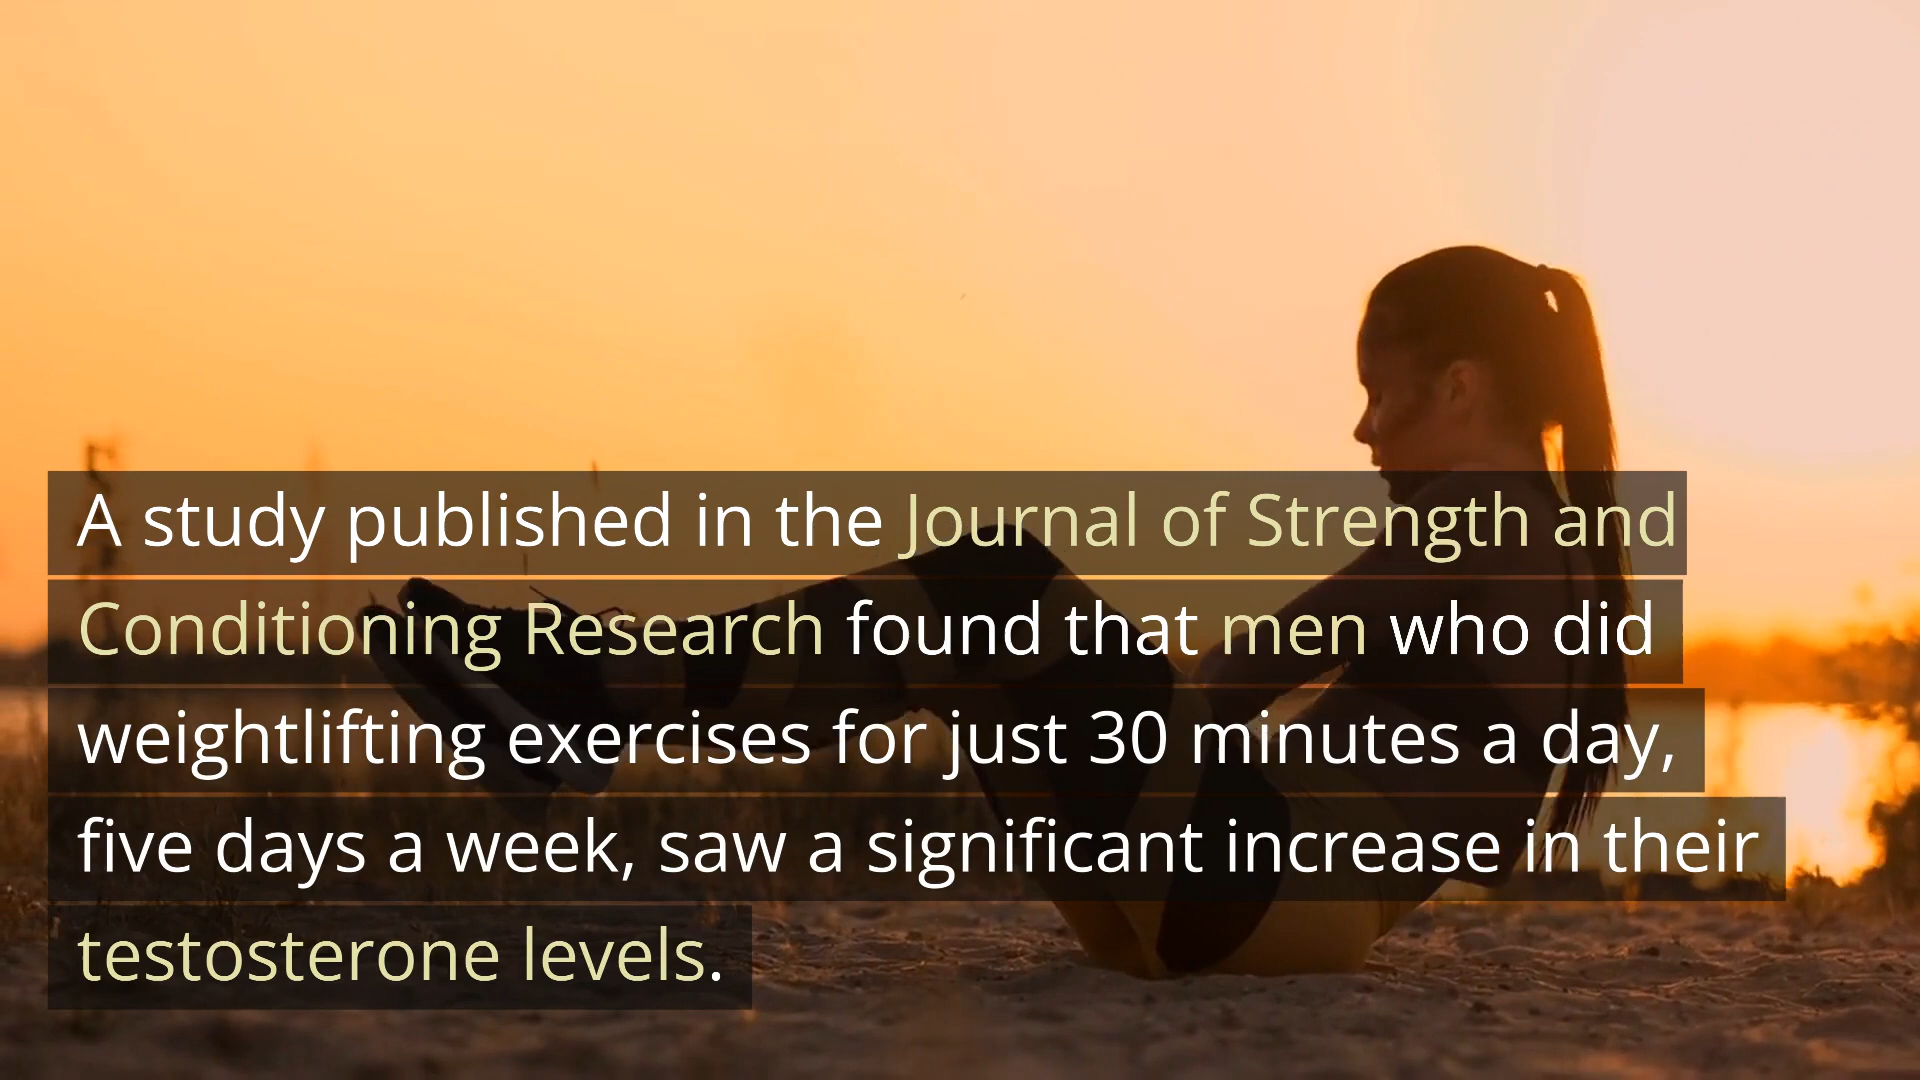 A study published in the Journal of Strength and
Conditioning Research found that men who did
weightlifting exercises for just 30 minutes a day,
five days a week, saw a significant increase in their
testosterone levels.